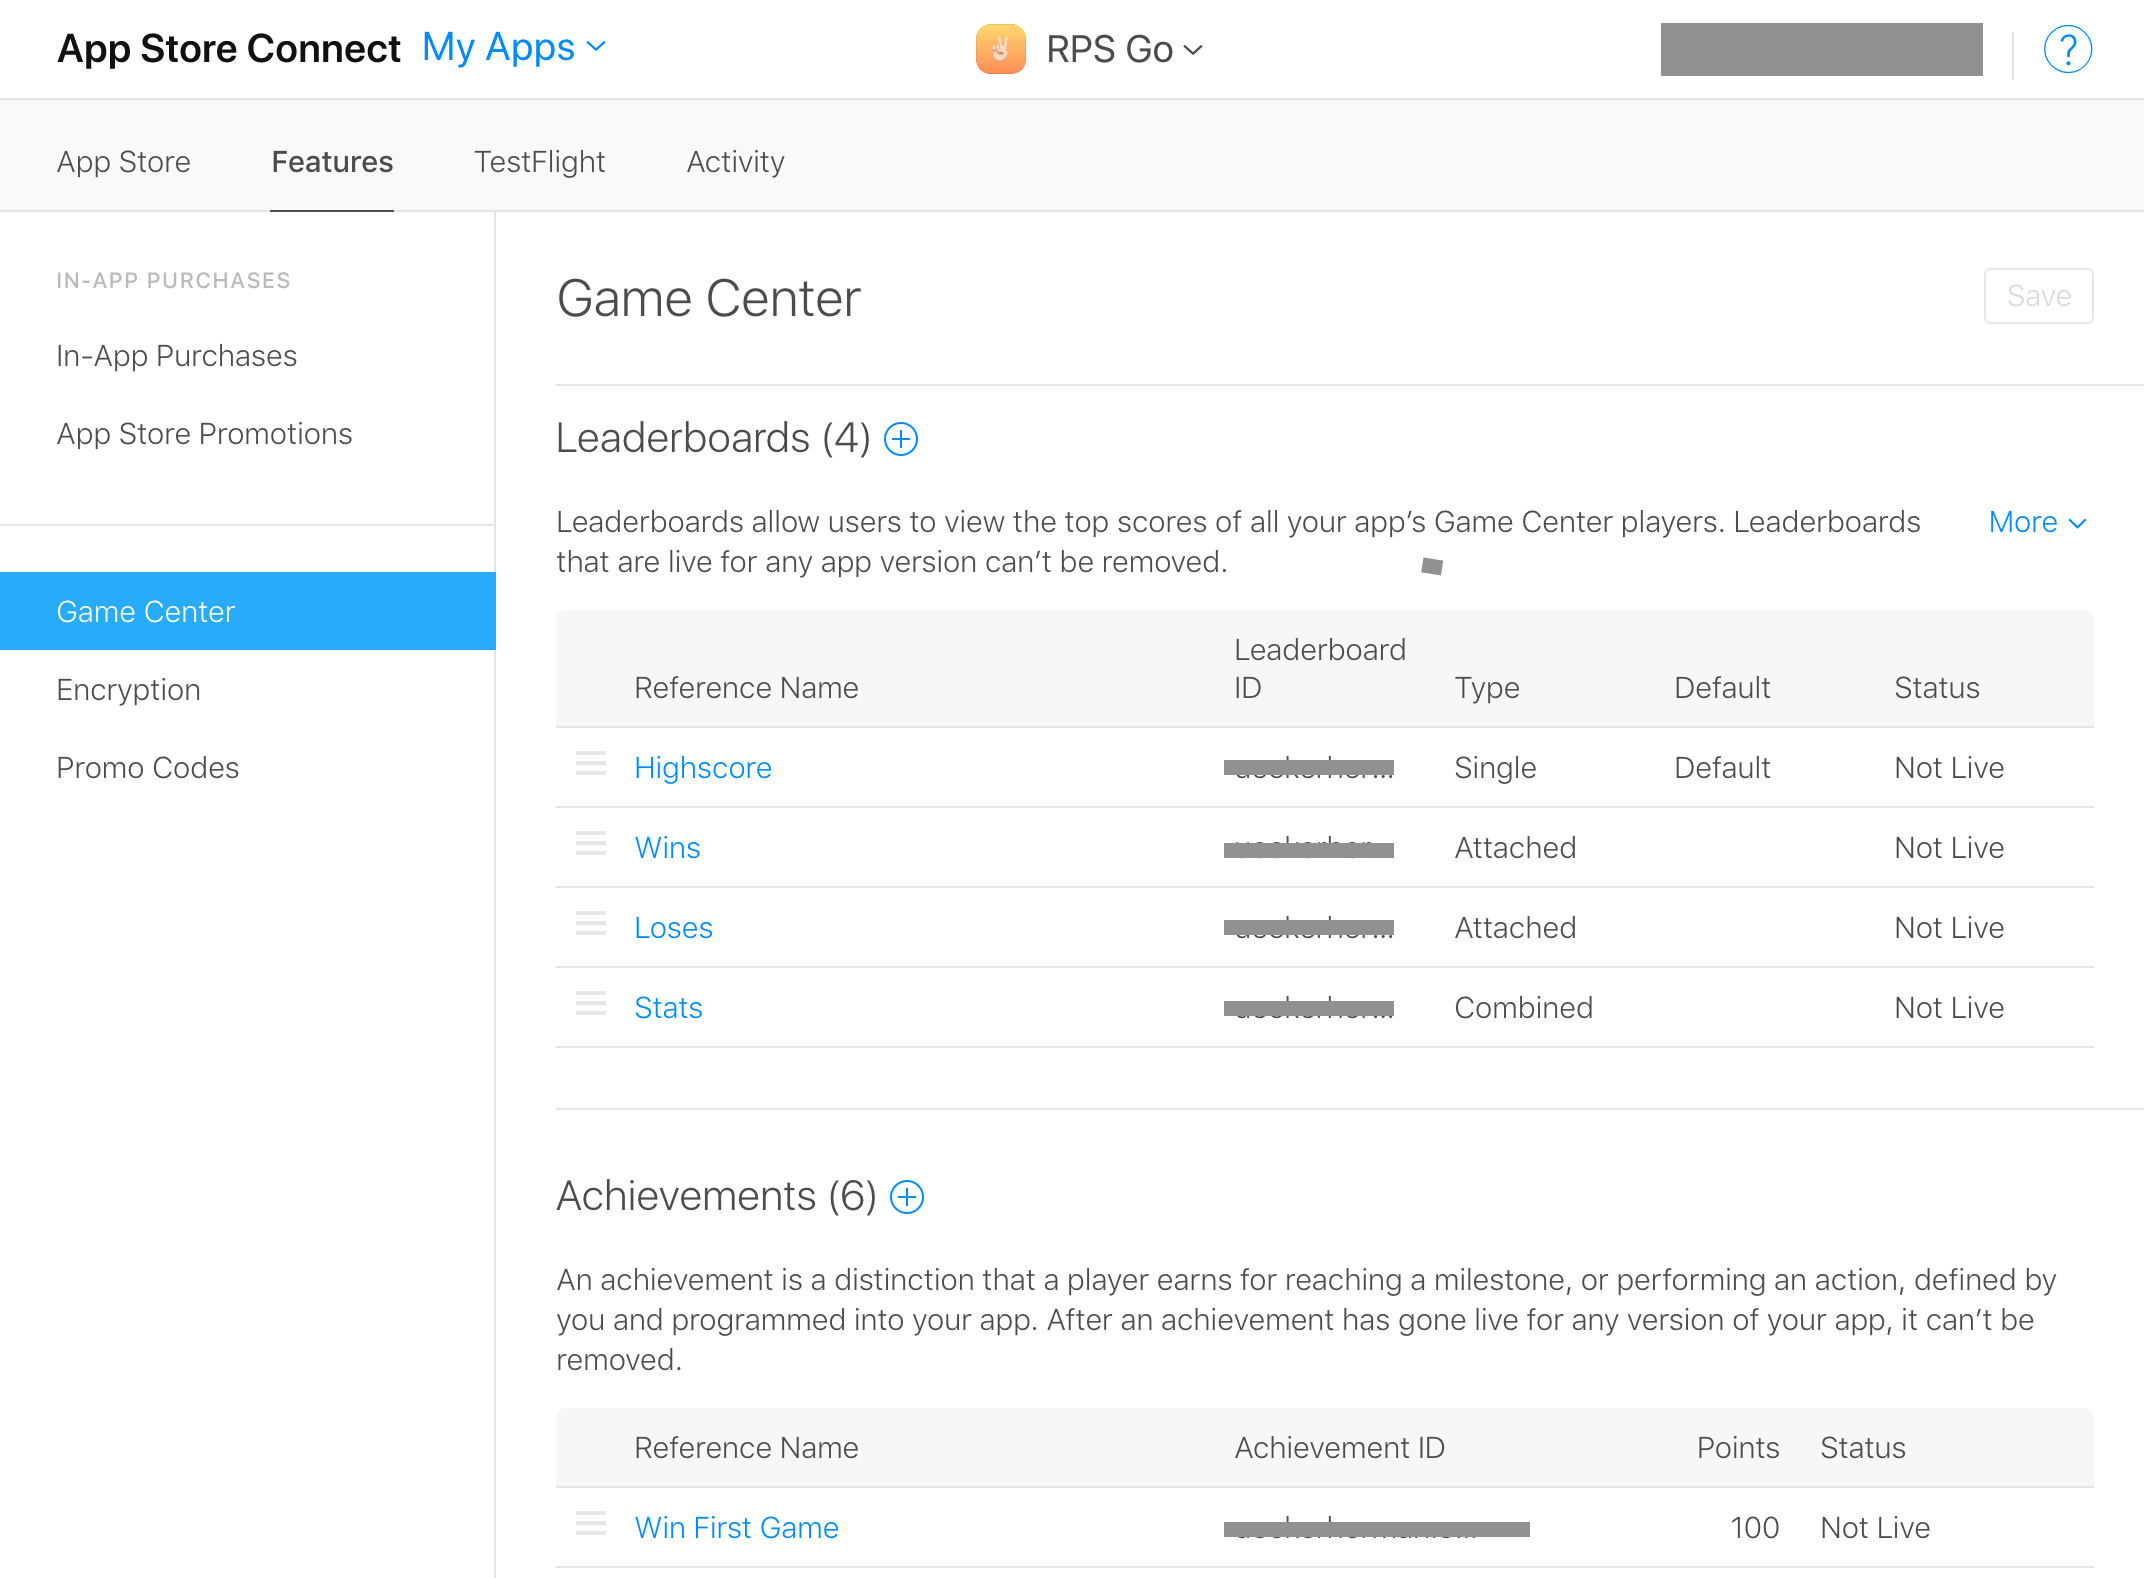 App Store Connect My Apps
RPS Go
?
App Store Features TestFlight Activity
IN-APP PURCHASES
In-App Purchases
App Store Promotions
Game Center
Encryption
Promo Codes
Game Center
Save
Leaderboards (4)
Leaderboards allow users to view the top scores of all your app’s Game Center players. Leaderboards
that are live for any app version can’t be removed.
More
Reference Name Leaderboard ID Type Default Status
Highscore Single Default Not Live
Wins Attached Not Live
Loses Attached Not Live
Stats Combined Not Live
Achievements (6)
An achievement is a distinction that a player earns for reaching a milestone, or performing an action, defined by
you and programmed into your app. After an achievement has gone live for any version of your app, it can’t be
removed.
Reference Name Achievement ID Points Status
Win First Game 100 Not Live